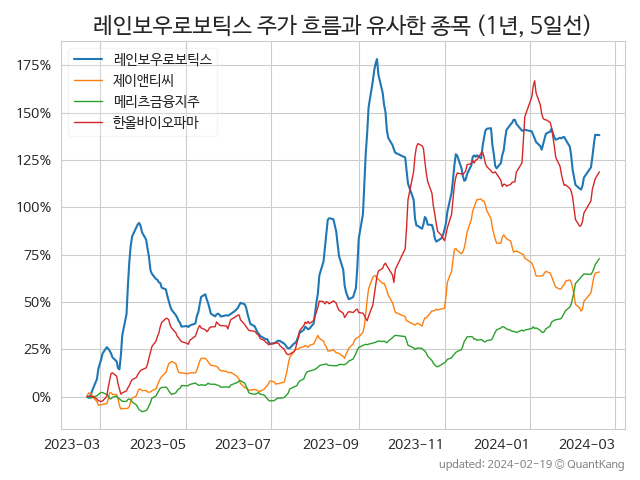 레인보우로보틱스 주가 흐름과 유사한 종목 (1년, 5일선)
레인보우로보틱스
제이앤티씨
메리츠금융지주
한올바이오파마
175%
150%
125%
100%
75%
50%
25%
0%
2023-03 2023-05 2023-07 2023-09 2023-11 2024-01 2024-03
updated: 2024-02-19 © QuantKang